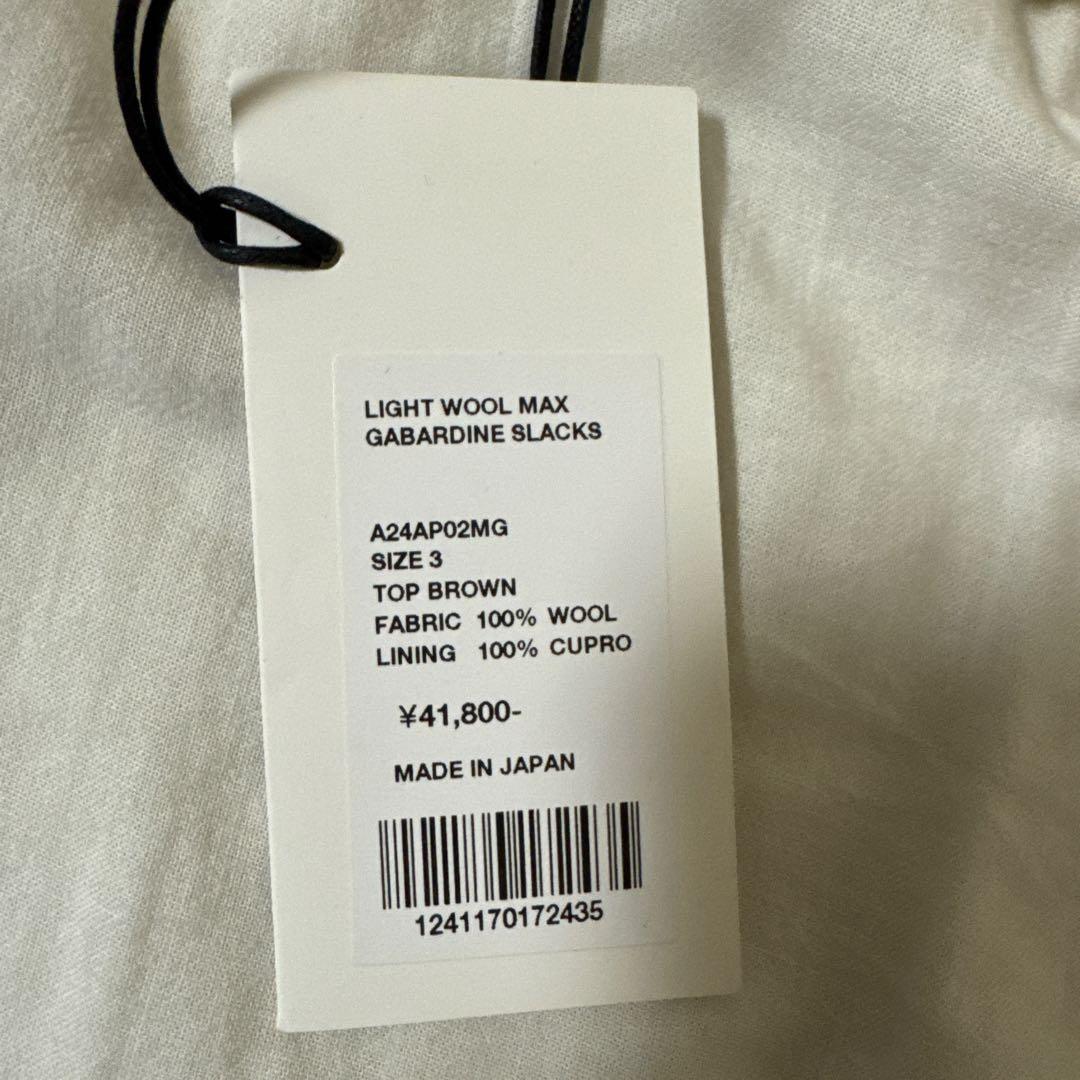 LIGHT WOOL MAX
GABARDINE SLACKS
A24AP02MG
SIZE 3
TOP BROWN
FABRIC 100% WOOL
LINING 100% CUPRO
¥41,800-
MADE IN JAPAN
1241170172435